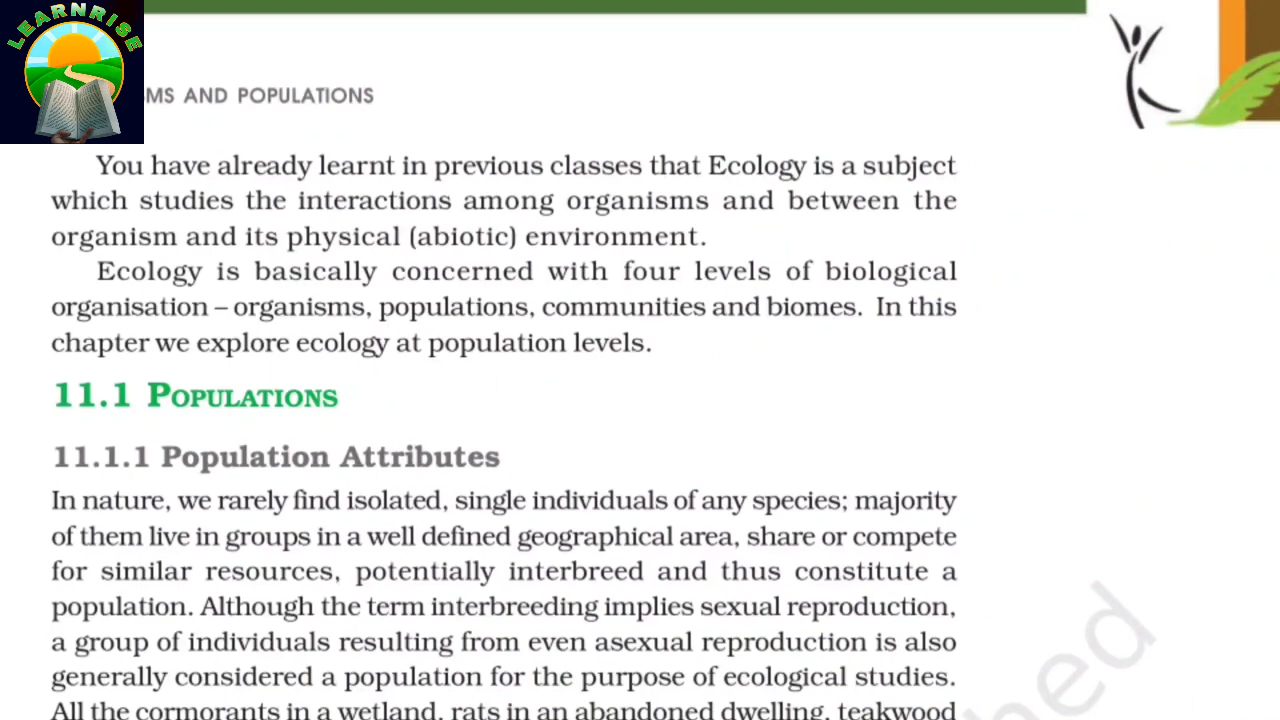 LEARNRISE
MS AND POPULATIONS
You have already learnt in previous classes that Ecology is a subject
which studies the interactions among organisms and between the
organism and its physical (abiotic) environment.
Ecology is basically concerned with four levels of biological
organisation – organisms, populations, communities and biomes. In this
chapter we explore ecology at population levels.
11.1 POPULATIONS
11.1.1 Population Attributes
In nature, we rarely find isolated, single individuals of any species; majority
of them live in groups in a well defined geographical area, share or compete
for similar resources, potentially interbreed and thus constitute a
population. Although the term interbreeding implies sexual reproduction,
a group of individuals resulting from even asexual reproduction is also
generally considered a population for the purpose of ecological studies.
All the cormorants in a wetland, rats in an abandoned dwelling, teakwood